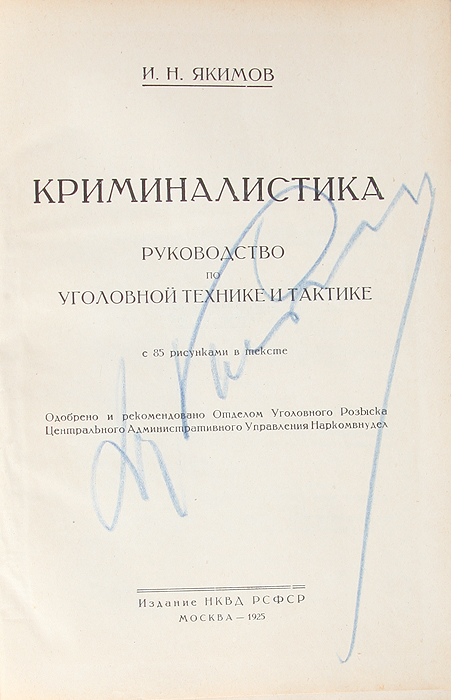 И. Н. ЯКИМОВ
КРИМИНАЛИСТИКА
РУКОВОДСТВО
ПО
УГОЛОВНОЙ ТЕХНИКЕ И ТАКТИКЕ
с 85 рисунками в тексте
Одобрено и рекомендовано Отделом Уголовного Розыска
Центрального Административного Управления Наркомвнудел
Издание НКВД РСФСР
МОСКВА — 1925